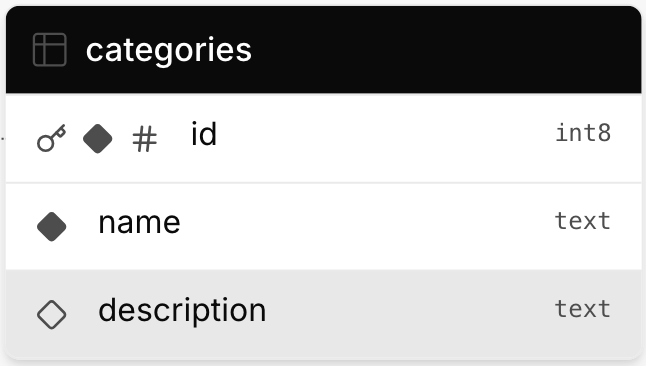 categories
# id int8
name text
description text